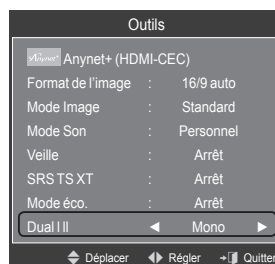 Outils
Anynet+ Anynet+ (HDMI-CEC)
Format de l'image : 16/9 auto
Mode Image : Standard
Mode Son : Personnel
Veille : Arrêt
SRS TS XT : Arrêt
Mode éco. : Arrêt
Dual I II ◄ Mono ►
Déplacer Régler Quitter